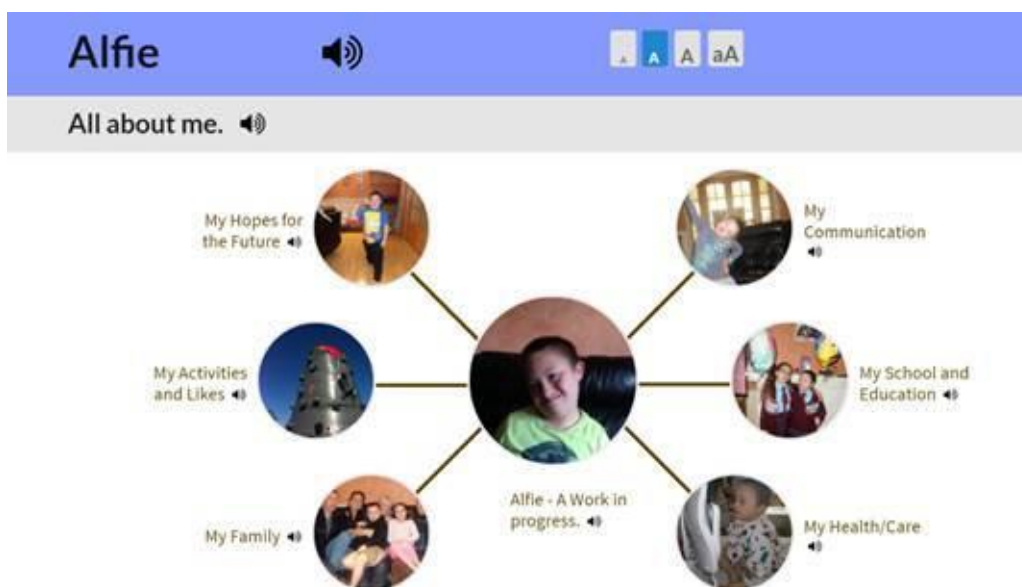 Alfie
A A A aA
All about me.
My Hopes for
the Future
My
Communication
My Activities
and Likes
My School and
Education
My Family
Alfie - A Work in
progress.
My Health/Care